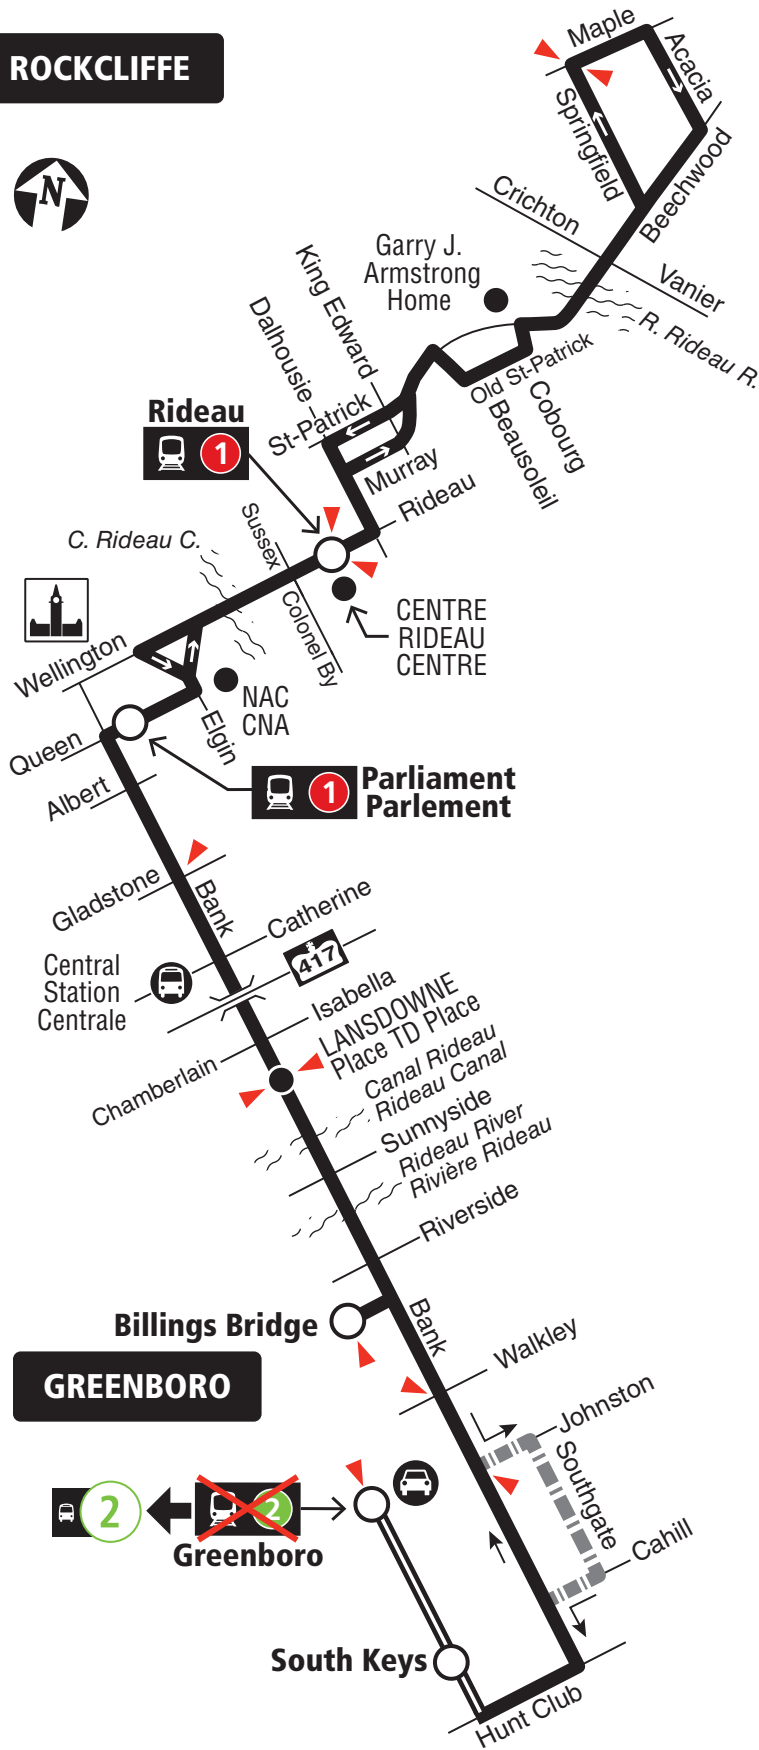 Maple
ROCKCLIFFE
Acacia
Springfield
N
Beechwood
Crichton
Vanier
Garry J.
Armstrong
Home
King Edward
Dalhousie
R. Rideau R.
Old St-Patrick
Cobourg
Beausoleil
Rideau
1
St-Patrick
Murray
Rideau
Sussex
C. Rideau C.
Colonel By
CENTRE
RIDEAU
CENTRE
Wellington
NAC
CNA
Elgin
Queen
Parliament
Parlement
1
Albert
Gladstone
Bank
Catherine
417
Central
Station
Centrale
Isabella
LANSDOWNE
Place TD Place
Chamberlain
Canal Rideau
Rideau Canal
Sunnyside
Rideau River
Rivière Rideau
Riverside
Billings Bridge
Bank
Walkley
GREENBORO
Johnston
Southgate
2
2
Greenboro
Cahill
South Keys
Hunt Club